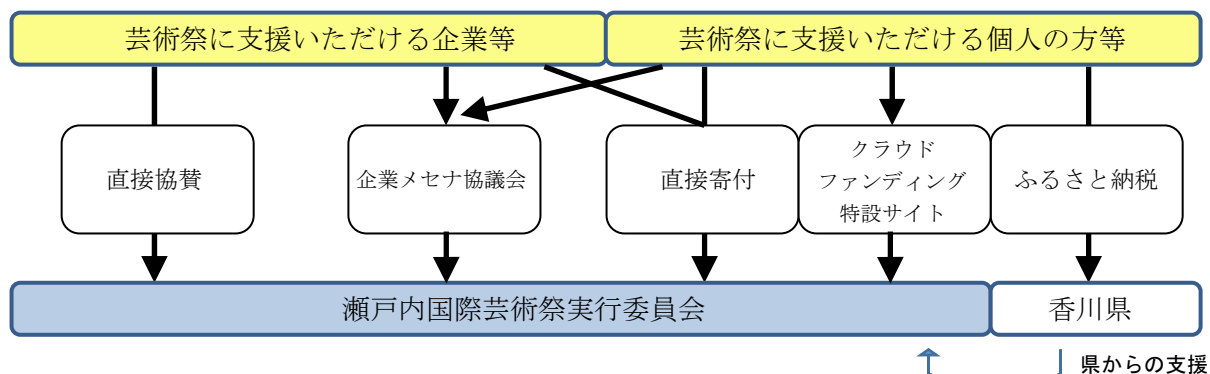 芸術祭に支援いただける企業等
芸術祭に支援いただける個人の方等
直接協賛
企業メセナ協議会
直接寄付
クラウド
ファンディング
特設サイト
ふるさと納税
瀬戸内国際芸術祭実行委員会
香川県
県からの支援